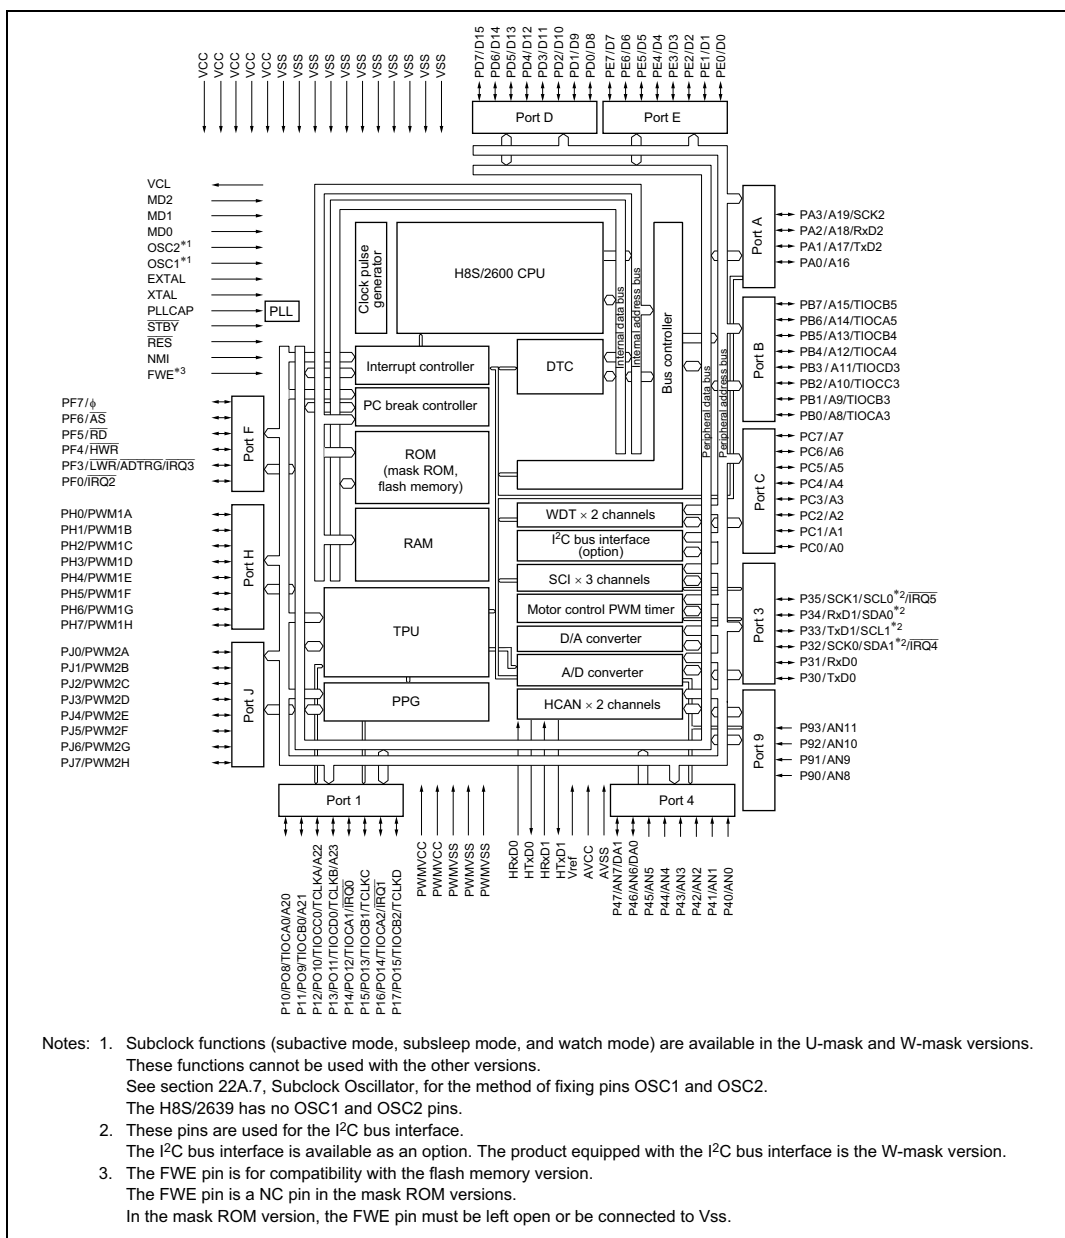 VCC
VCC
VCC
VCC
VCC
VSS
VSS
VSS
VSS
VSS
VSS
VSS
VSS
VSS
VSS
VSS
PD7/D15
PD6/D14
PD5/D13
PD4/D12
PD3/D11
PD2/D10
PD1/D9
PD0/D8
PE7/D7
PE6/D6
PE5/D5
PE4/D4
PE3/D3
PE2/D2
PE1/D1
PE0/D0
Port D
Port E
VCL
MD2
MD1
MD0
OSC2*1
OSC1*1
EXTAL
XTAL
PLLCAP
STBY
RES
NMI
FWE*3
PLL
Clock pulse
generator
H8S/2600 CPU
Interrupt controller
PC break controller
DTC
ROM
(mask ROM,
flash memory)
RAM
TPU
PPG
Internal data bus
Internal address bus
Bus controller
Peripheral data bus
Peripheral address bus
WDT × 2 channels
I²C bus interface
(option)
SCI × 3 channels
Motor control PWM timer
D/A converter
A/D converter
HCAN × 2 channels
Port A
PA3/A19/SCK2
PA2/A18/RxD2
PA1/A17/TxD2
PA0/A16
Port B
PB7/A15/TIOCB5
PB6/A14/TIOCA5
PB5/A13/TIOCB4
PB4/A12/TIOCA4
PB3/A11/TIOCD3
PB2/A10/TIOCC3
PB1/A9/TIOCB3
PB0/A8/TIOCA3
Port C
PC7/A7
PC6/A6
PC5/A5
PC4/A4
PC3/A3
PC2/A2
PC1/A1
PC0/A0
Port 3
P35/SCK1/SCL0*2/IRQ5
P34/RxD1/SDA0*2
P33/TxD1/SCL1*2
P32/SCK0/SDA1*2/IRQ4
P31/RxD0
P30/TxD0
Port 9
P93/AN11
P92/AN10
P91/AN9
P90/AN8
PF7/ϕ
PF6/AS
PF5/RD
PF4/HWR
PF3/LWR/ADTRG/IRQ3
PF0/IRQ2
Port F
PH0/PWM1A
PH1/PWM1B
PH2/PWM1C
PH3/PWM1D
PH4/PWM1E
PH5/PWM1F
PH6/PWM1G
PH7/PWM1H
Port H
PJ0/PWM2A
PJ1/PWM2B
PJ2/PWM2C
PJ3/PWM2D
PJ4/PWM2E
PJ5/PWM2F
PJ6/PWM2G
PJ7/PWM2H
Port J
Port 1
Port 4
P10/PO8/TIOCA0/A20
P11/PO9/TIOCB0/A21
P12/PO10/TIOCC0/TCLKA/A22
P13/PO11/TIOCD0/TCLKB/A23
P14/PO12/TIOCA1/IRQ0
P15/PO13/TIOCB1/TCLKC
P16/PO14/TIOCA2/IRQ1
P17/PO15/TIOCB2/TCLKD
PWMVCC
PWMVCC
PWMVSS
PWMVSS
PWMVSS
HRxD0
HTxD0
HRxD1
HTxD1
Vref
AVCC
AVSS
P47/AN7/DA1
P46/AN6/DA0
P45/AN5
P44/AN4
P43/AN3
P42/AN2
P41/AN1
P40/AN0
Notes: 1. Subclock functions (subactive mode, subsleep mode, and watch mode) are available in the U-mask and W-mask versions.
These functions cannot be used with the other versions.
See section 22A.7, Subclock Oscillator, for the method of fixing pins OSC1 and OSC2.
The H8S/2639 has no OSC1 and OSC2 pins.
2. These pins are used for the I²C bus interface.
The I²C bus interface is available as an option. The product equipped with the I²C bus interface is the W-mask version.
3. The FWE pin is for compatibility with the flash memory version.
The FWE pin is a NC pin in the mask ROM versions.
In the mask ROM version, the FWE pin must be left open or be connected to Vss.